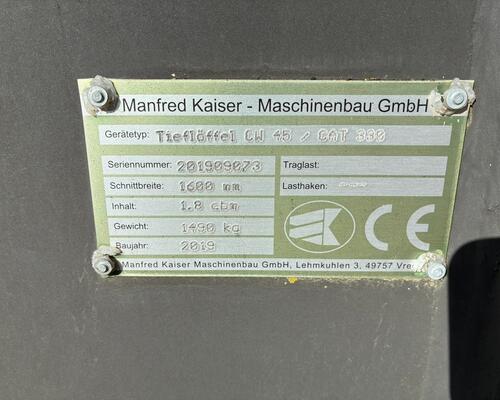 Manfred Kaiser - Maschinenbau GmbH
Gerätetyp: Tieflöffel CW 45 / CAT 330
Seriennummer: 201909073 Traglast:
Schnittbreite: 1600 mm Lasthaken:
Inhalt: 1.8 cbm
Gewicht: 1490 kg
Baujahr: 2019
CE
Manfred Kaiser Maschinenbau GmbH, Lehmkuhlen 3, 49757 Vre